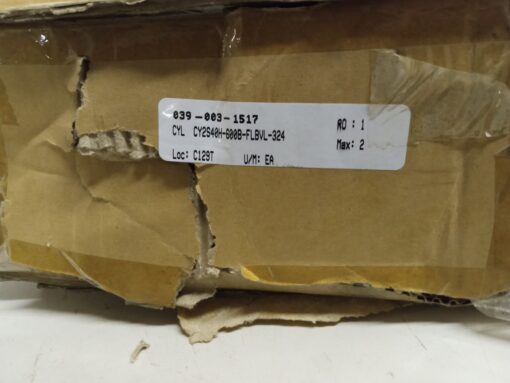 039-003-1517
CYL CY2S40H-600B-FLBVL-324
RO: 1
Max: 2
Loc: C129T U/M: EA